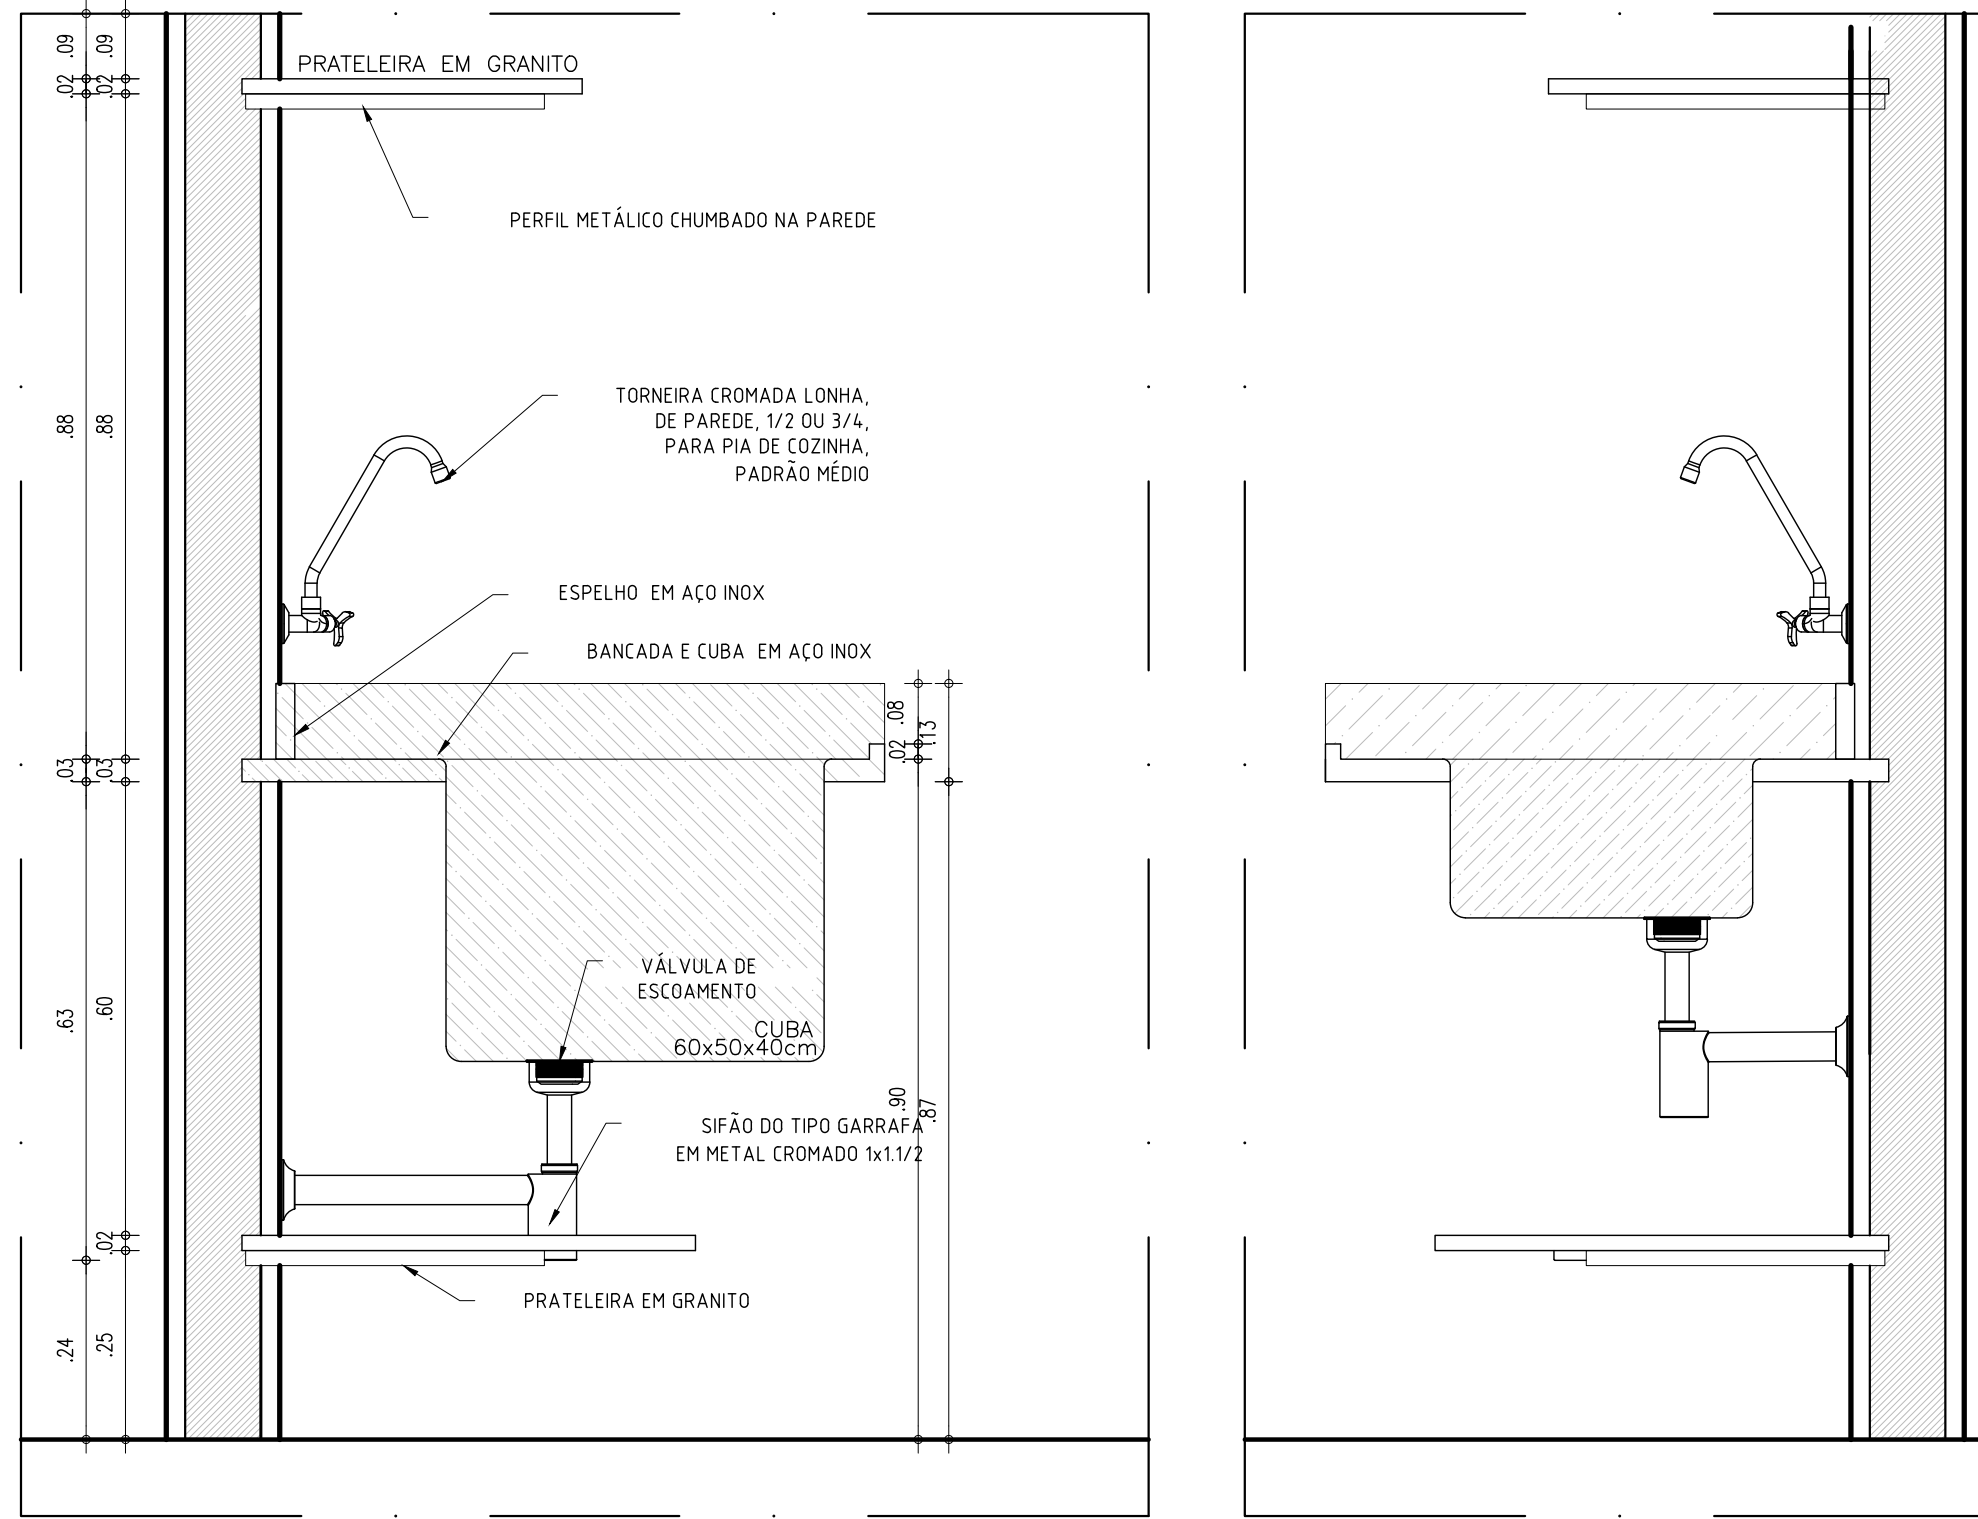 .09
.09
.02
.02
PRATELEIRA EM GRANITO
PERFIL METÁLICO CHUMBADO NA PAREDE
.88
.88
TORNEIRA CROMADA LONHA,
DE PAREDE, 1/2 OU 3/4,
PARA PIA DE COZINHA,
PADRÃO MÉDIO
ESPELHO EM AÇO INOX
BANCADA E CUBA EM AÇO INOX
.08
.13
.02
.03
.03
VÁLVULA DE
ESCOAMENTO
CUBA
60x50x40cm
.63
.60
.90
.87
SIFÃO DO TIPO GARRAFA
EM METAL CROMADO 1x1.1/2
.02
PRATELEIRA EM GRANITO
.24
.25